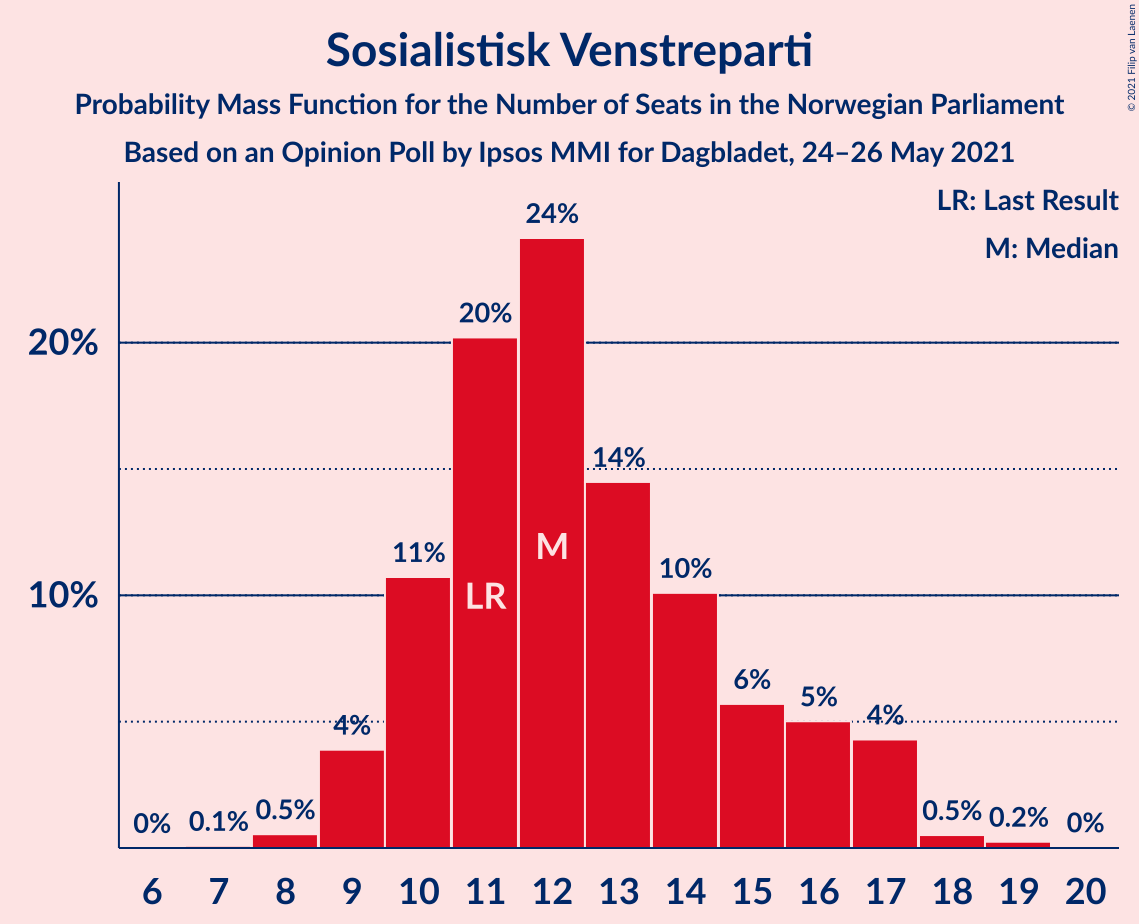 Sosialistisk Venstreparti
Probability Mass Function for the Number of Seats in the Norwegian Parliament
Based on an Opinion Poll by Ipsos MMI for Dagbladet, 24–26 May 2021
© 2021 Filip van Laenen
LR: Last Result
M: Median
24%
20%
20%
14%
M
11%
10%
10%
LR
6%
5%
4%
4%
0%
0.1%
0.5%
0.5%
0.2%
0%
6 7 8 9 10 11 12 13 14 15 16 17 18 19 20